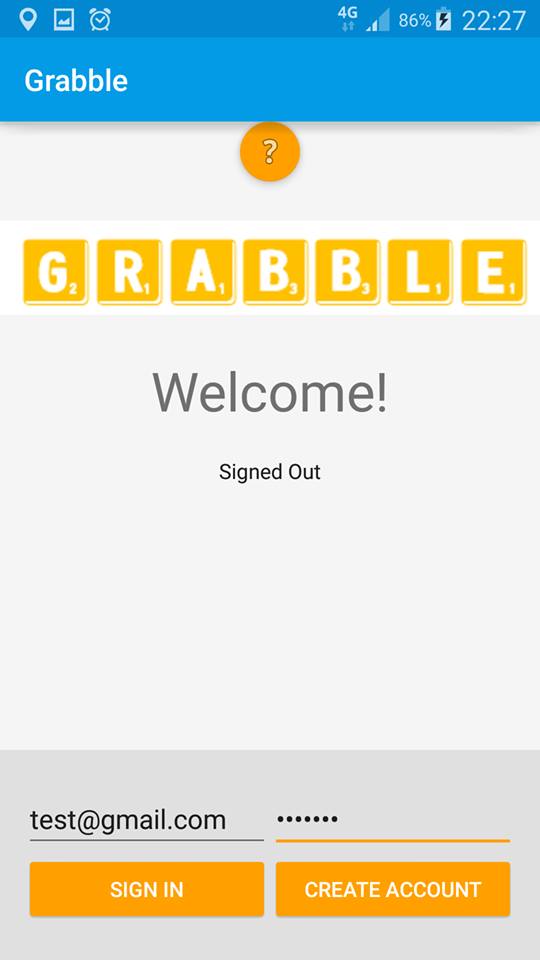 4G 86% 22:27
Grabble
?
G2 R1 A1 B3 B3 L1 E1
Welcome!
Signed Out
test@gmail.com •••••••
SIGN IN CREATE ACCOUNT